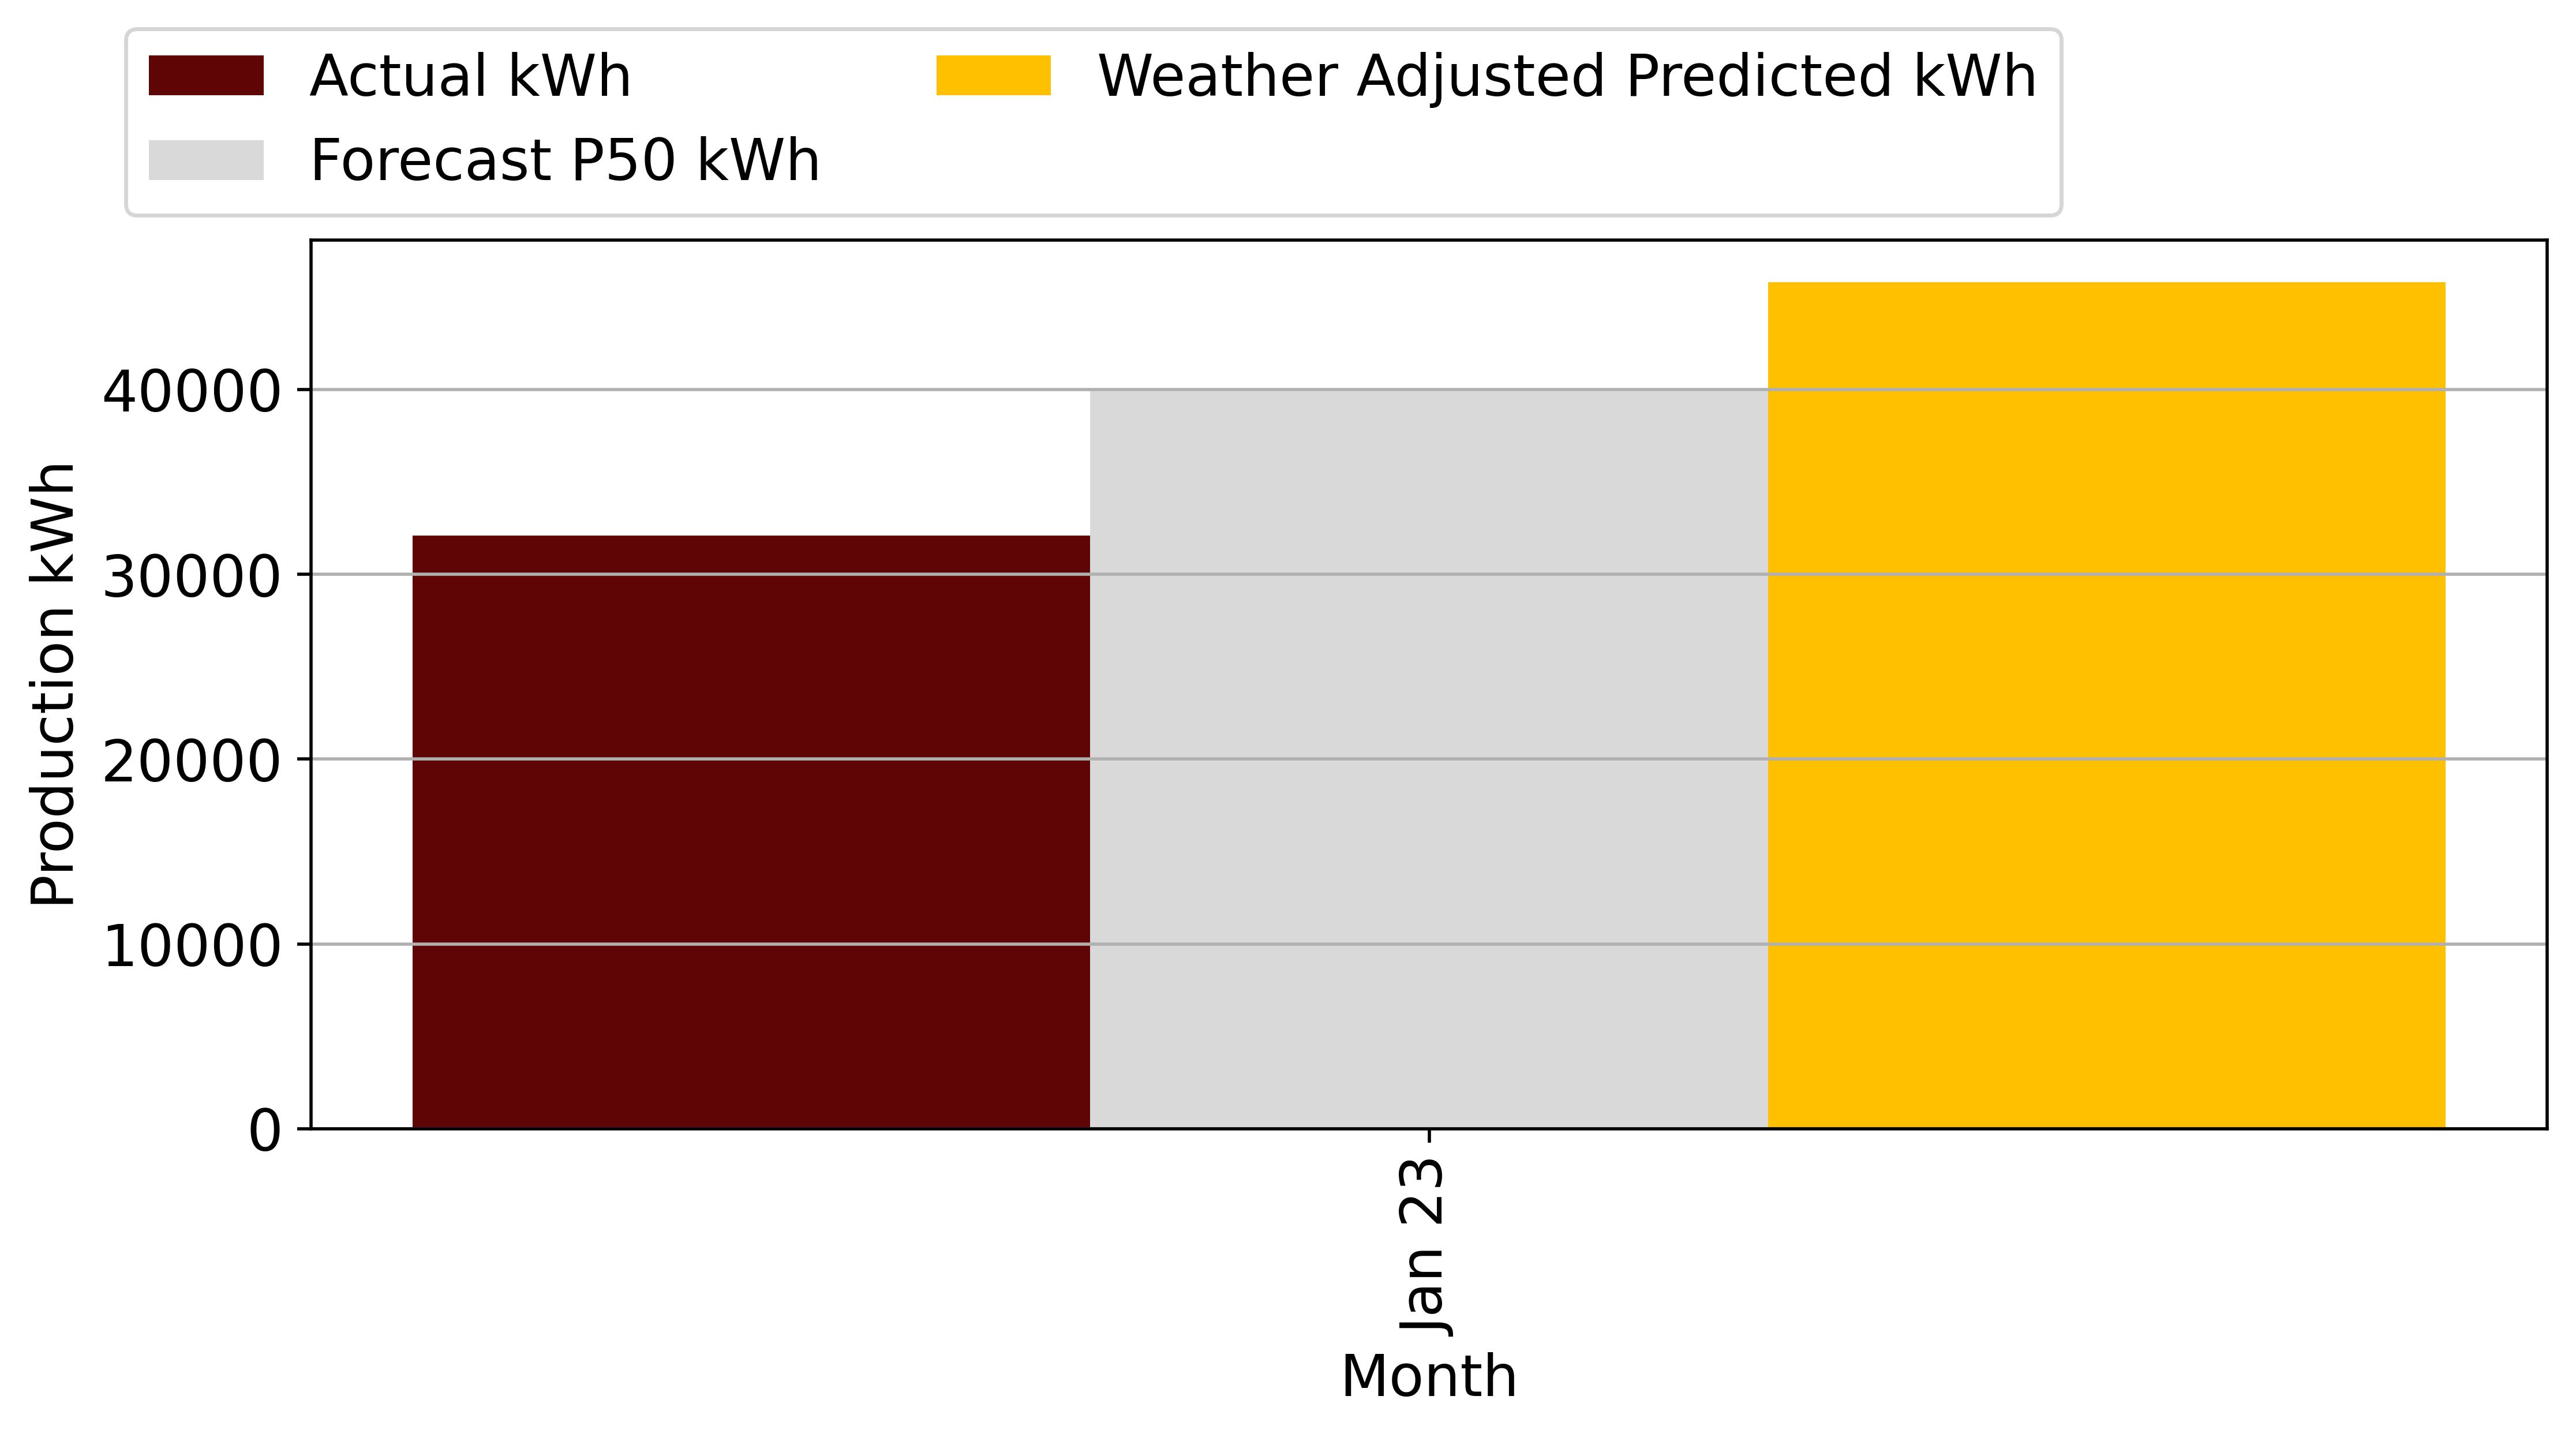 Actual kWh
Forecast P50 kWh
Weather Adjusted Predicted kWh
Production kWh
40000
30000
20000
10000
0
Jan 23
Month